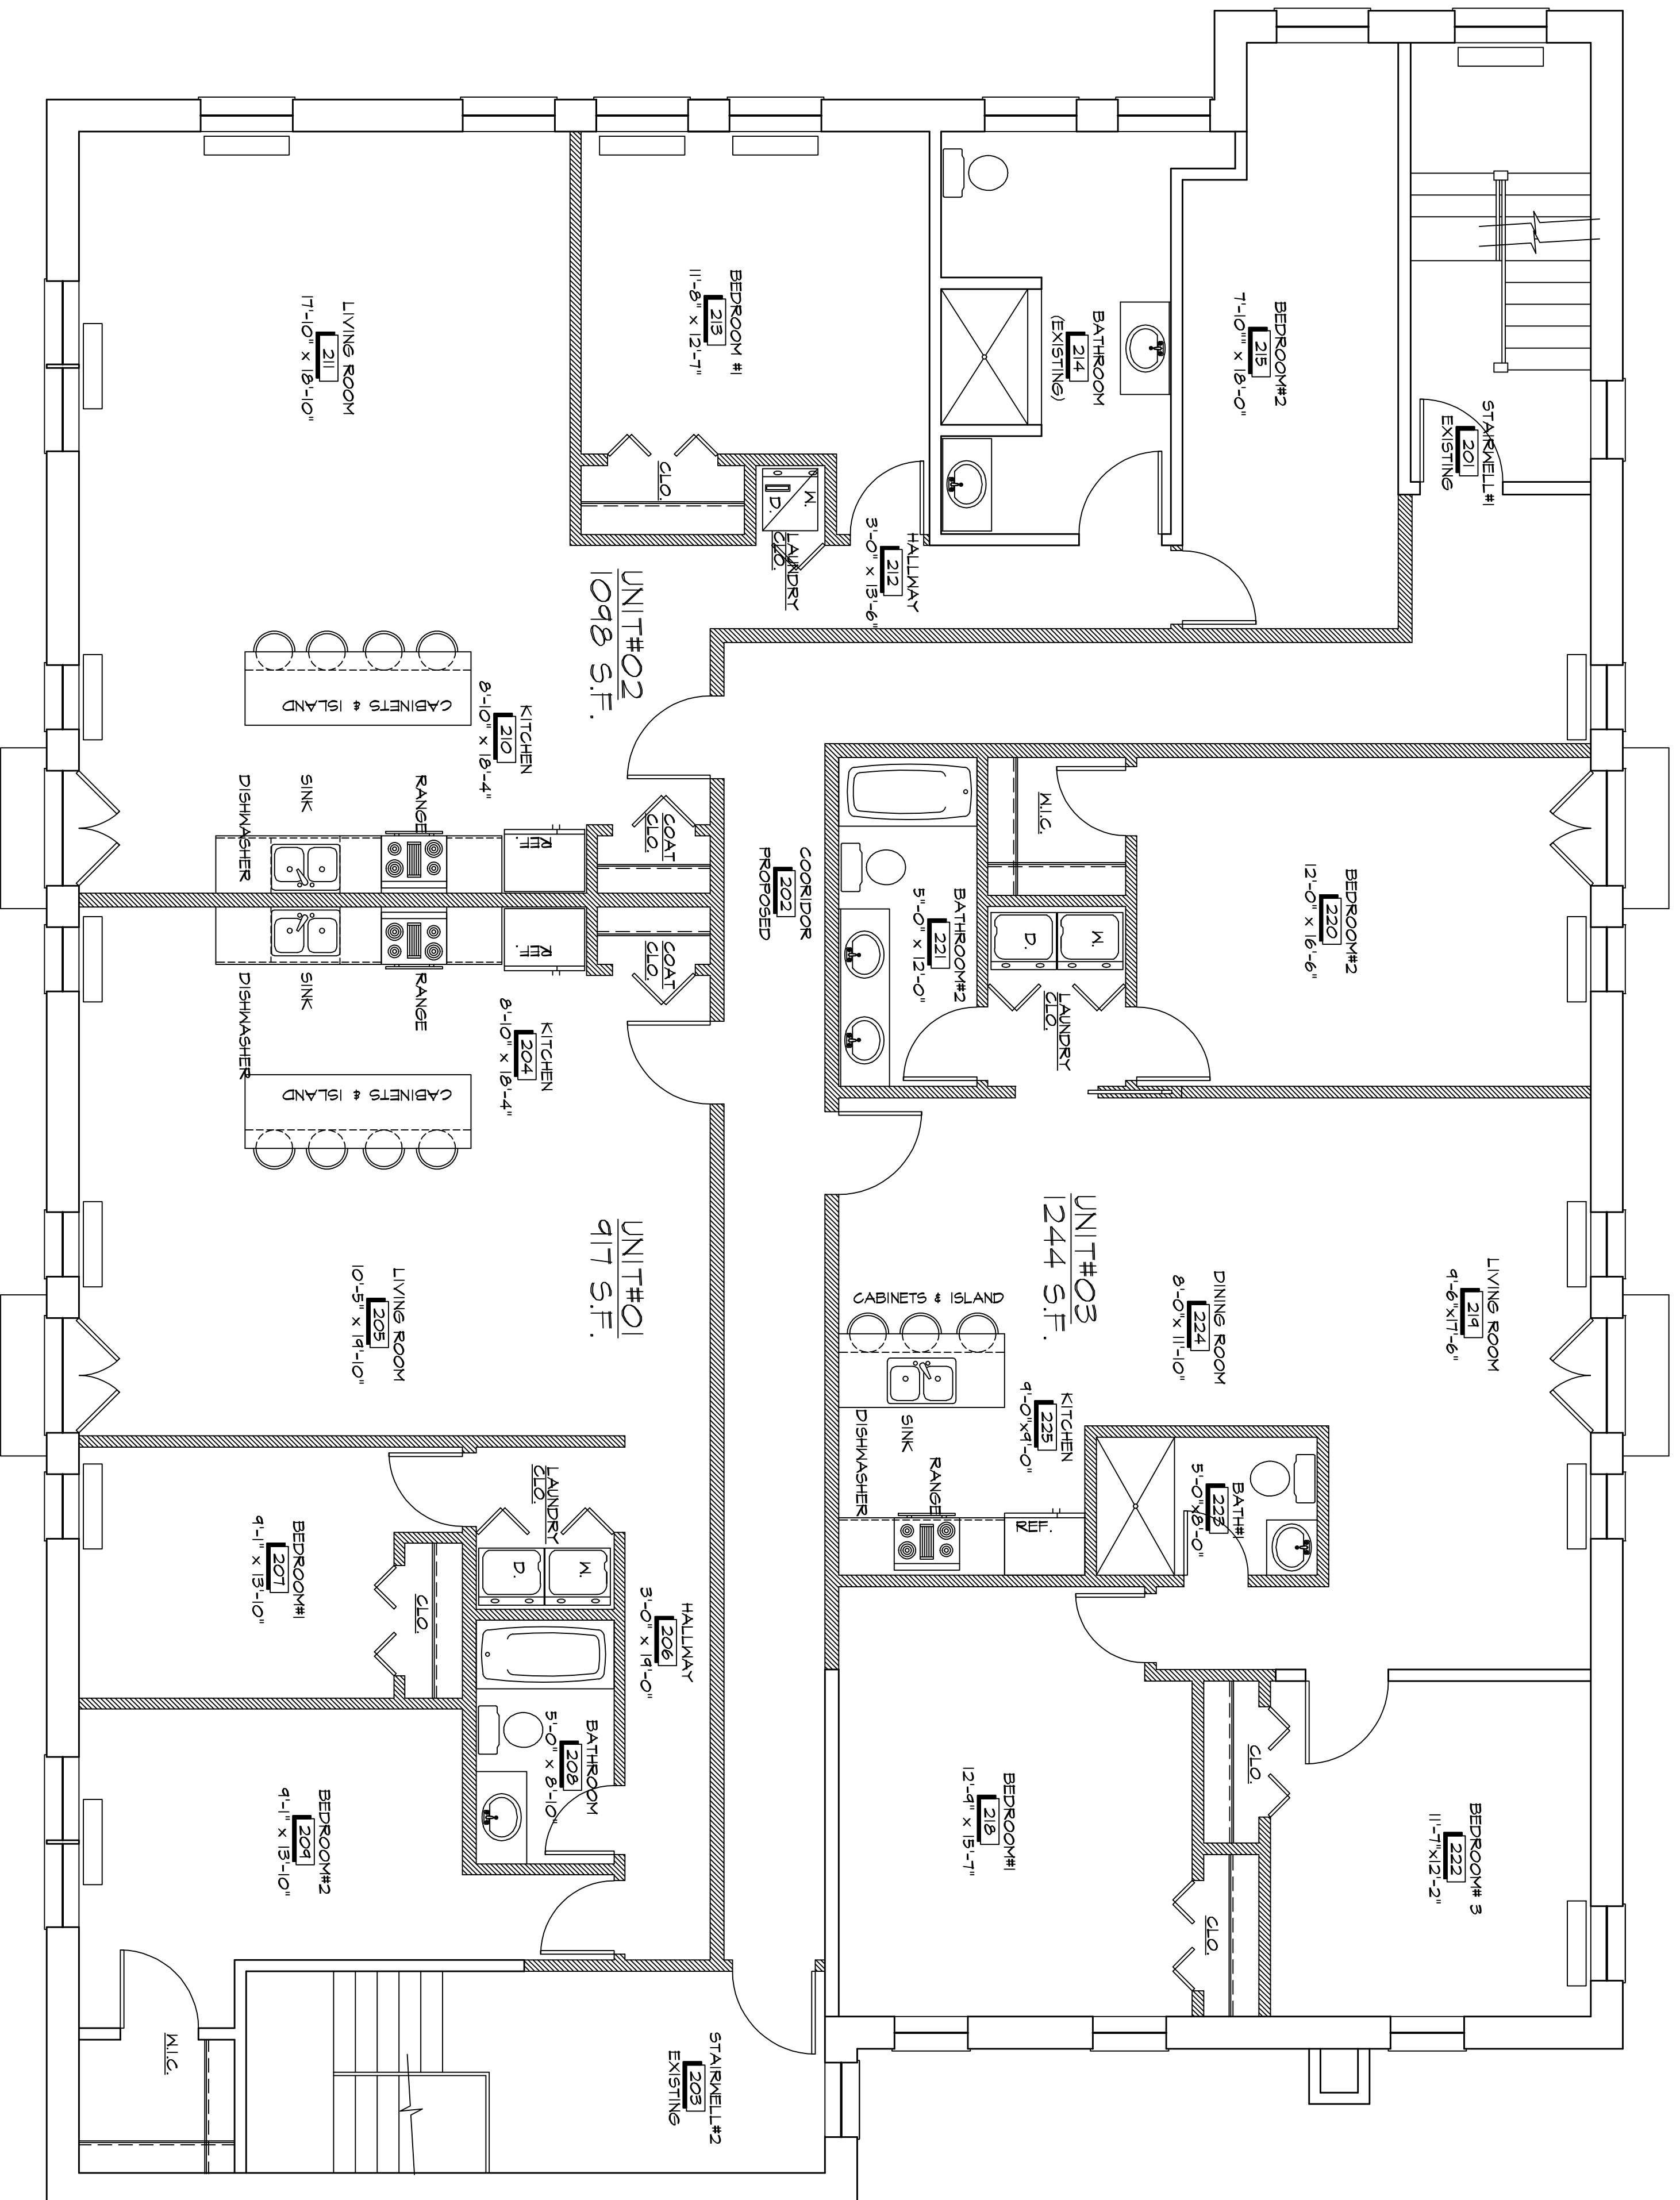 STAIRWELL#1
201
EXISTING
BEDROOM#2
215
7'-10"" x 18'-0"
BATHROOM
214
(EXISTING)
BEDROOM #1
213
11'-8" x 12'-7"
LIVING ROOM
211
17'-10" x 18'-10"
CLO.
W.
D.
LAUNDRY
CLO.
HALLWAY
212
3'-0" x 13'-6"
UNIT#02
1098 S.F.
KITCHEN
210
8'-10" x 18'-4"
CABINETS & ISLAND
DISHWASHER
SINK
RANGE
REF.
COAT
CLO.
COORIDOR
202
PROPOSED
W.I.C.
BEDROOM#2
220
12'-0" x 16'-6"
BATHROOM#2
221
5'-0" x 12'-0"
W.
D.
LAUNDRY
CLO.
REF.
COAT
CLO.
DISHWASHER
SINK
RANGE
KITCHEN
204
8'-10" x 18'-4"
CABINETS & ISLAND
UNIT#01
917 S.F.
LIVING ROOM
205
10'-5" x 19'-10"
UNIT#03
1244 S.F.
LIVING ROOM
219
9'-6"x17'-6"
DINING ROOM
224
8'-0"x 11'-10"
CABINETS & ISLAND
KITCHEN
225
9'-0"x9'-0"
DISHWASHER
SINK
RANGE
REF.
BATH#1
223
5'-0"x8'-0"
LAUNDRY
CLO.
W.
D.
BEDROOM#1
207
9'-1" x 13'-10"
CLO.
HALLWAY
206
3'-0" x 19'-0"
BATHROOM
208
5'-0" x 8'-10"
BEDROOM#2
209
9'-1" x 13'-10"
BEDROOM#1
218
12'-9" x 15'-7"
CLO.
CLO.
BEDROOM# 3
222
11'-7"x12'-2"
W.I.C.
STAIRWELL#2
203
EXISTING